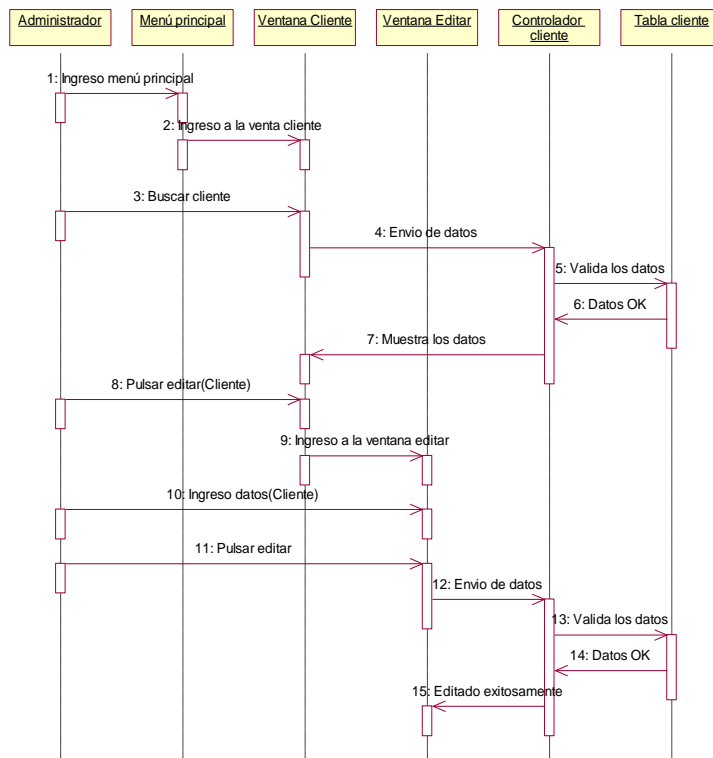 Administrador
Menú principal
Ventana Cliente
Ventana Editar
Controlador
cliente
Tabla cliente
1: Ingreso menú principal
2: Ingreso a la venta cliente
3: Buscar cliente
4: Envio de datos
5: Valida los datos
6: Datos OK
7: Muestra los datos
8: Pulsar editar(Cliente)
9: Ingreso a la ventana editar
10: Ingreso datos(Cliente)
11: Pulsar editar
12: Envio de datos
13: Valida los datos
14: Datos OK
15: Editado exitosamente